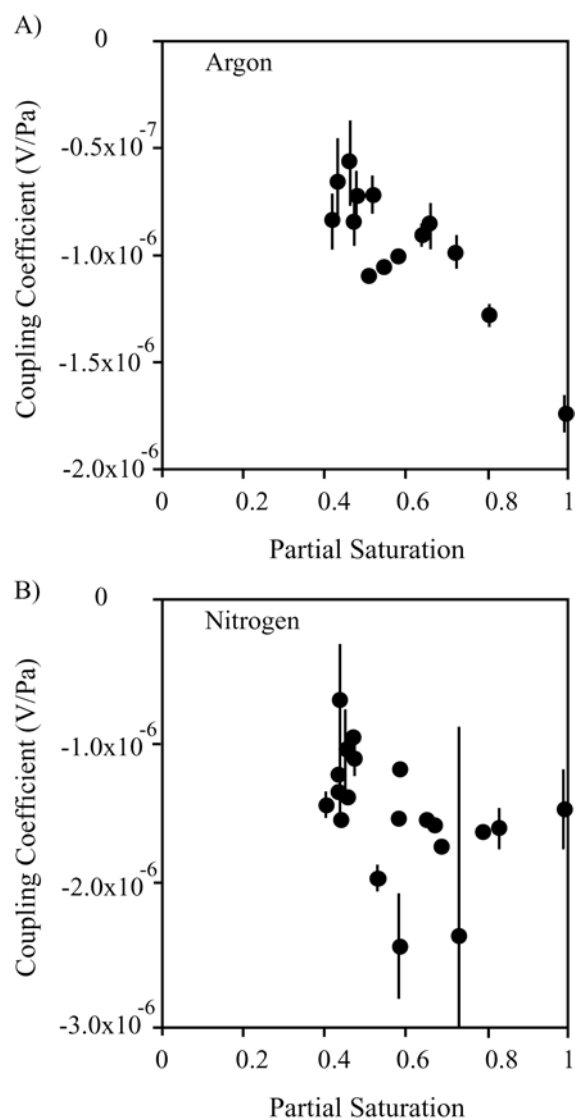 A)
0
Argon
-0.5x10-7
-1.0x10-6
-1.5x10-6
-2.0x10-6
Coupling Coefficient (V/Pa)
0 0.2 0.4 0.6 0.8 1
Partial Saturation
B)
0
Nitrogen
-1.0x10-6
-2.0x10-6
-3.0x10-6
Coupling Coefficient (V/Pa)
0 0.2 0.4 0.6 0.8 1
Partial Saturation